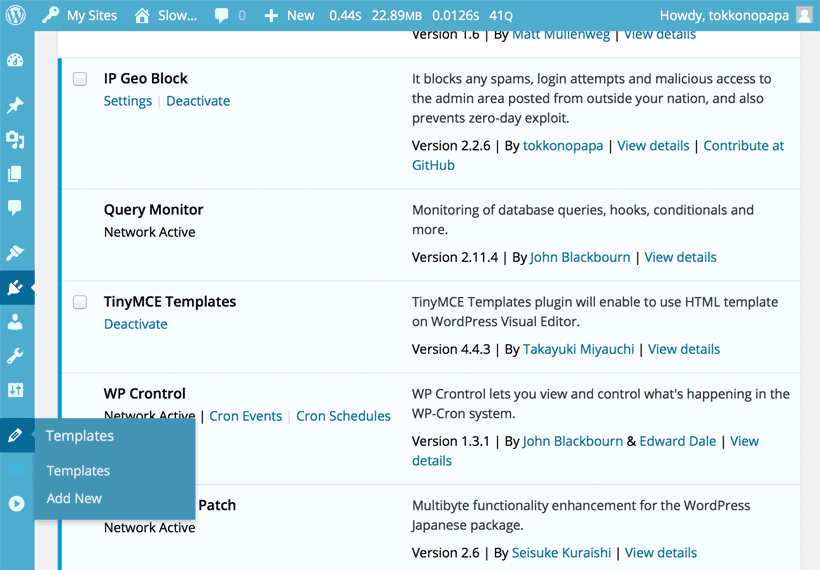 My Sites Slow... 0 New 0.44s 22.89MB 0.0126s 41Q Howdy, tokkonopapa
Version 1.6 | By Matt Mullenweg | View details
IP Geo Block
Settings | Deactivate
It blocks any spams, login attempts and malicious access to
the admin area posted from outside your nation, and also
prevents zero-day exploit.
Version 2.2.6 | By tokkonopapa | View details | Contribute at
GitHub
Query Monitor
Network Active
Monitoring of database queries, hooks, conditionals and
more.
Version 2.11.4 | By John Blackbourn | View details
TinyMCE Templates
Deactivate
TinyMCE Templates plugin will enable to use HTML template
on WordPress Visual Editor.
Version 4.4.3 | By Takayuki Miyauchi | View details
WP Crontrol
Network Active | Cron Events | Cron Schedules
WP Crontrol lets you view and control what's happening in the
WP-Cron system.
Version 1.3.1 | By John Blackbourn & Edward Dale | View
details
Templates
Templates
Add New
Patch
Network Active
Multibyte functionality enhancement for the WordPress
Japanese package.
Version 2.6 | By Seisuke Kuraishi | View details